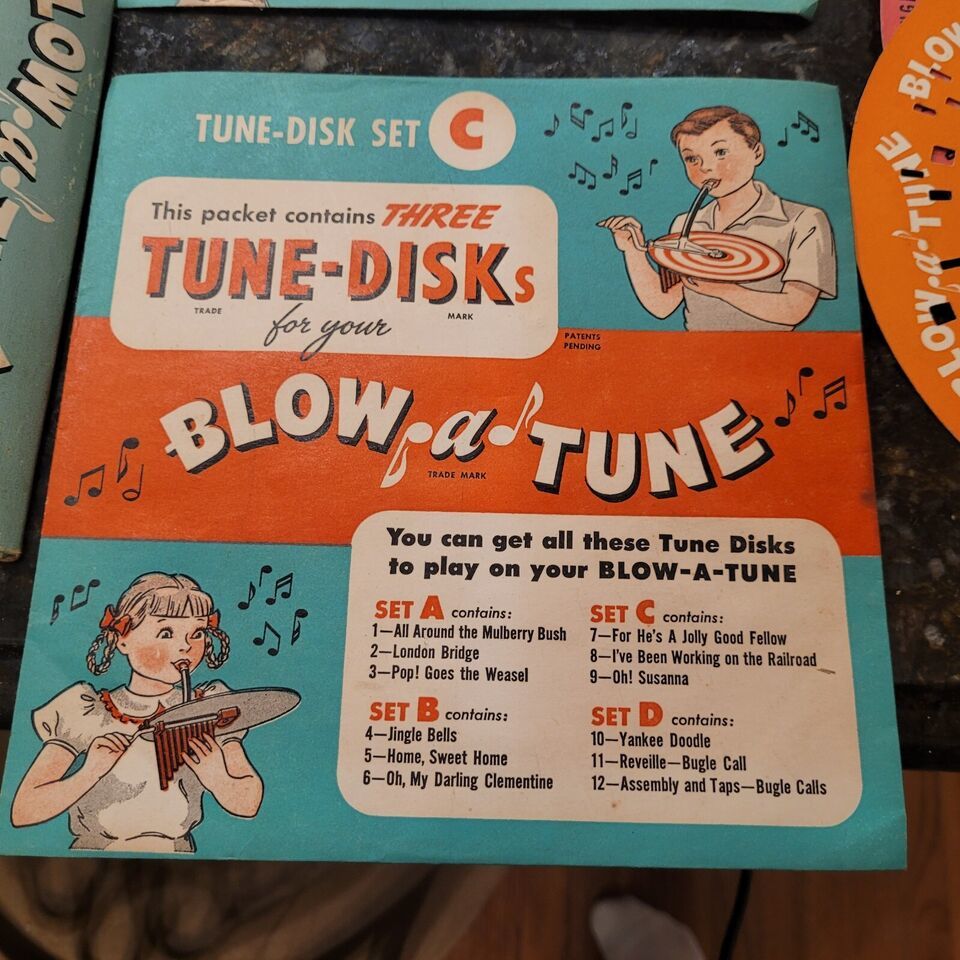 LOW
a
TUNE-DISK SET C
This packet contains THREE
TUNE-DISKs
TRADE MARK
for your
PATENTS
PENDING
BLOW a TUNE
TRADE MARK
You can get all these Tune Disks
to play on your BLOW-A-TUNE
SET A contains:
1—All Around the Mulberry Bush
2—London Bridge
3—Pop! Goes the Weasel
SET B contains:
4—Jingle Bells
5—Home, Sweet Home
6—Oh, My Darling Clementine
SET C contains:
7—For He's A Jolly Good Fellow
8—I've Been Working on the Railroad
9—Oh! Susanna
SET D contains:
10—Yankee Doodle
11—Reveille—Bugle Call
12—Assembly and Taps—Bugle Calls
BLOW
a TUNE
BLOW